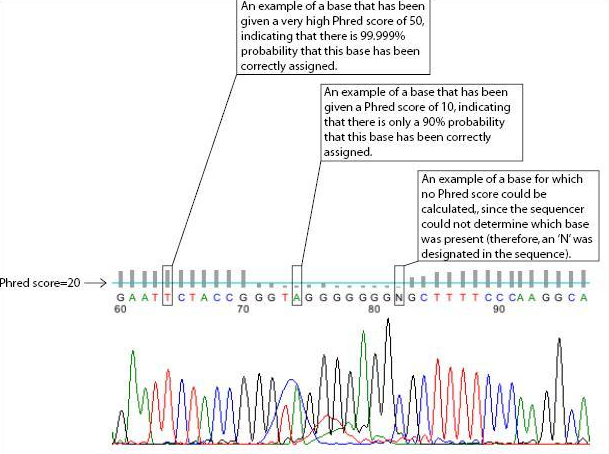 An example of a base that has been
given a very high Phred score of 50,
indicating that there is 99.999%
probability that this base has been
correctly assigned.
An example of a base that has been
given a Phred score of 10, indicating
that there is only a 90% probability
that this base has been correctly
assigned.
An example of a base for which
no Phred score could be
calculated,, since the sequencer
could not determine which base
was present (therefore, an 'N' was
designated in the sequence).
Phred score=20
G A A T T C T A C C G G G T A G G G G G G G N G C T T T T C C C A A G G C A
60 70 80 90